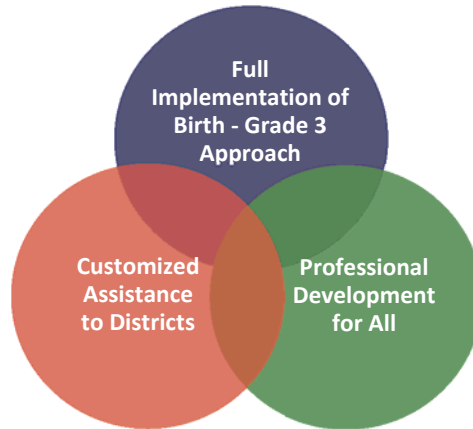 Full
Implementation of
Birth - Grade 3
Approach
Customized
Assistance
to Districts
Professional
Development
for All